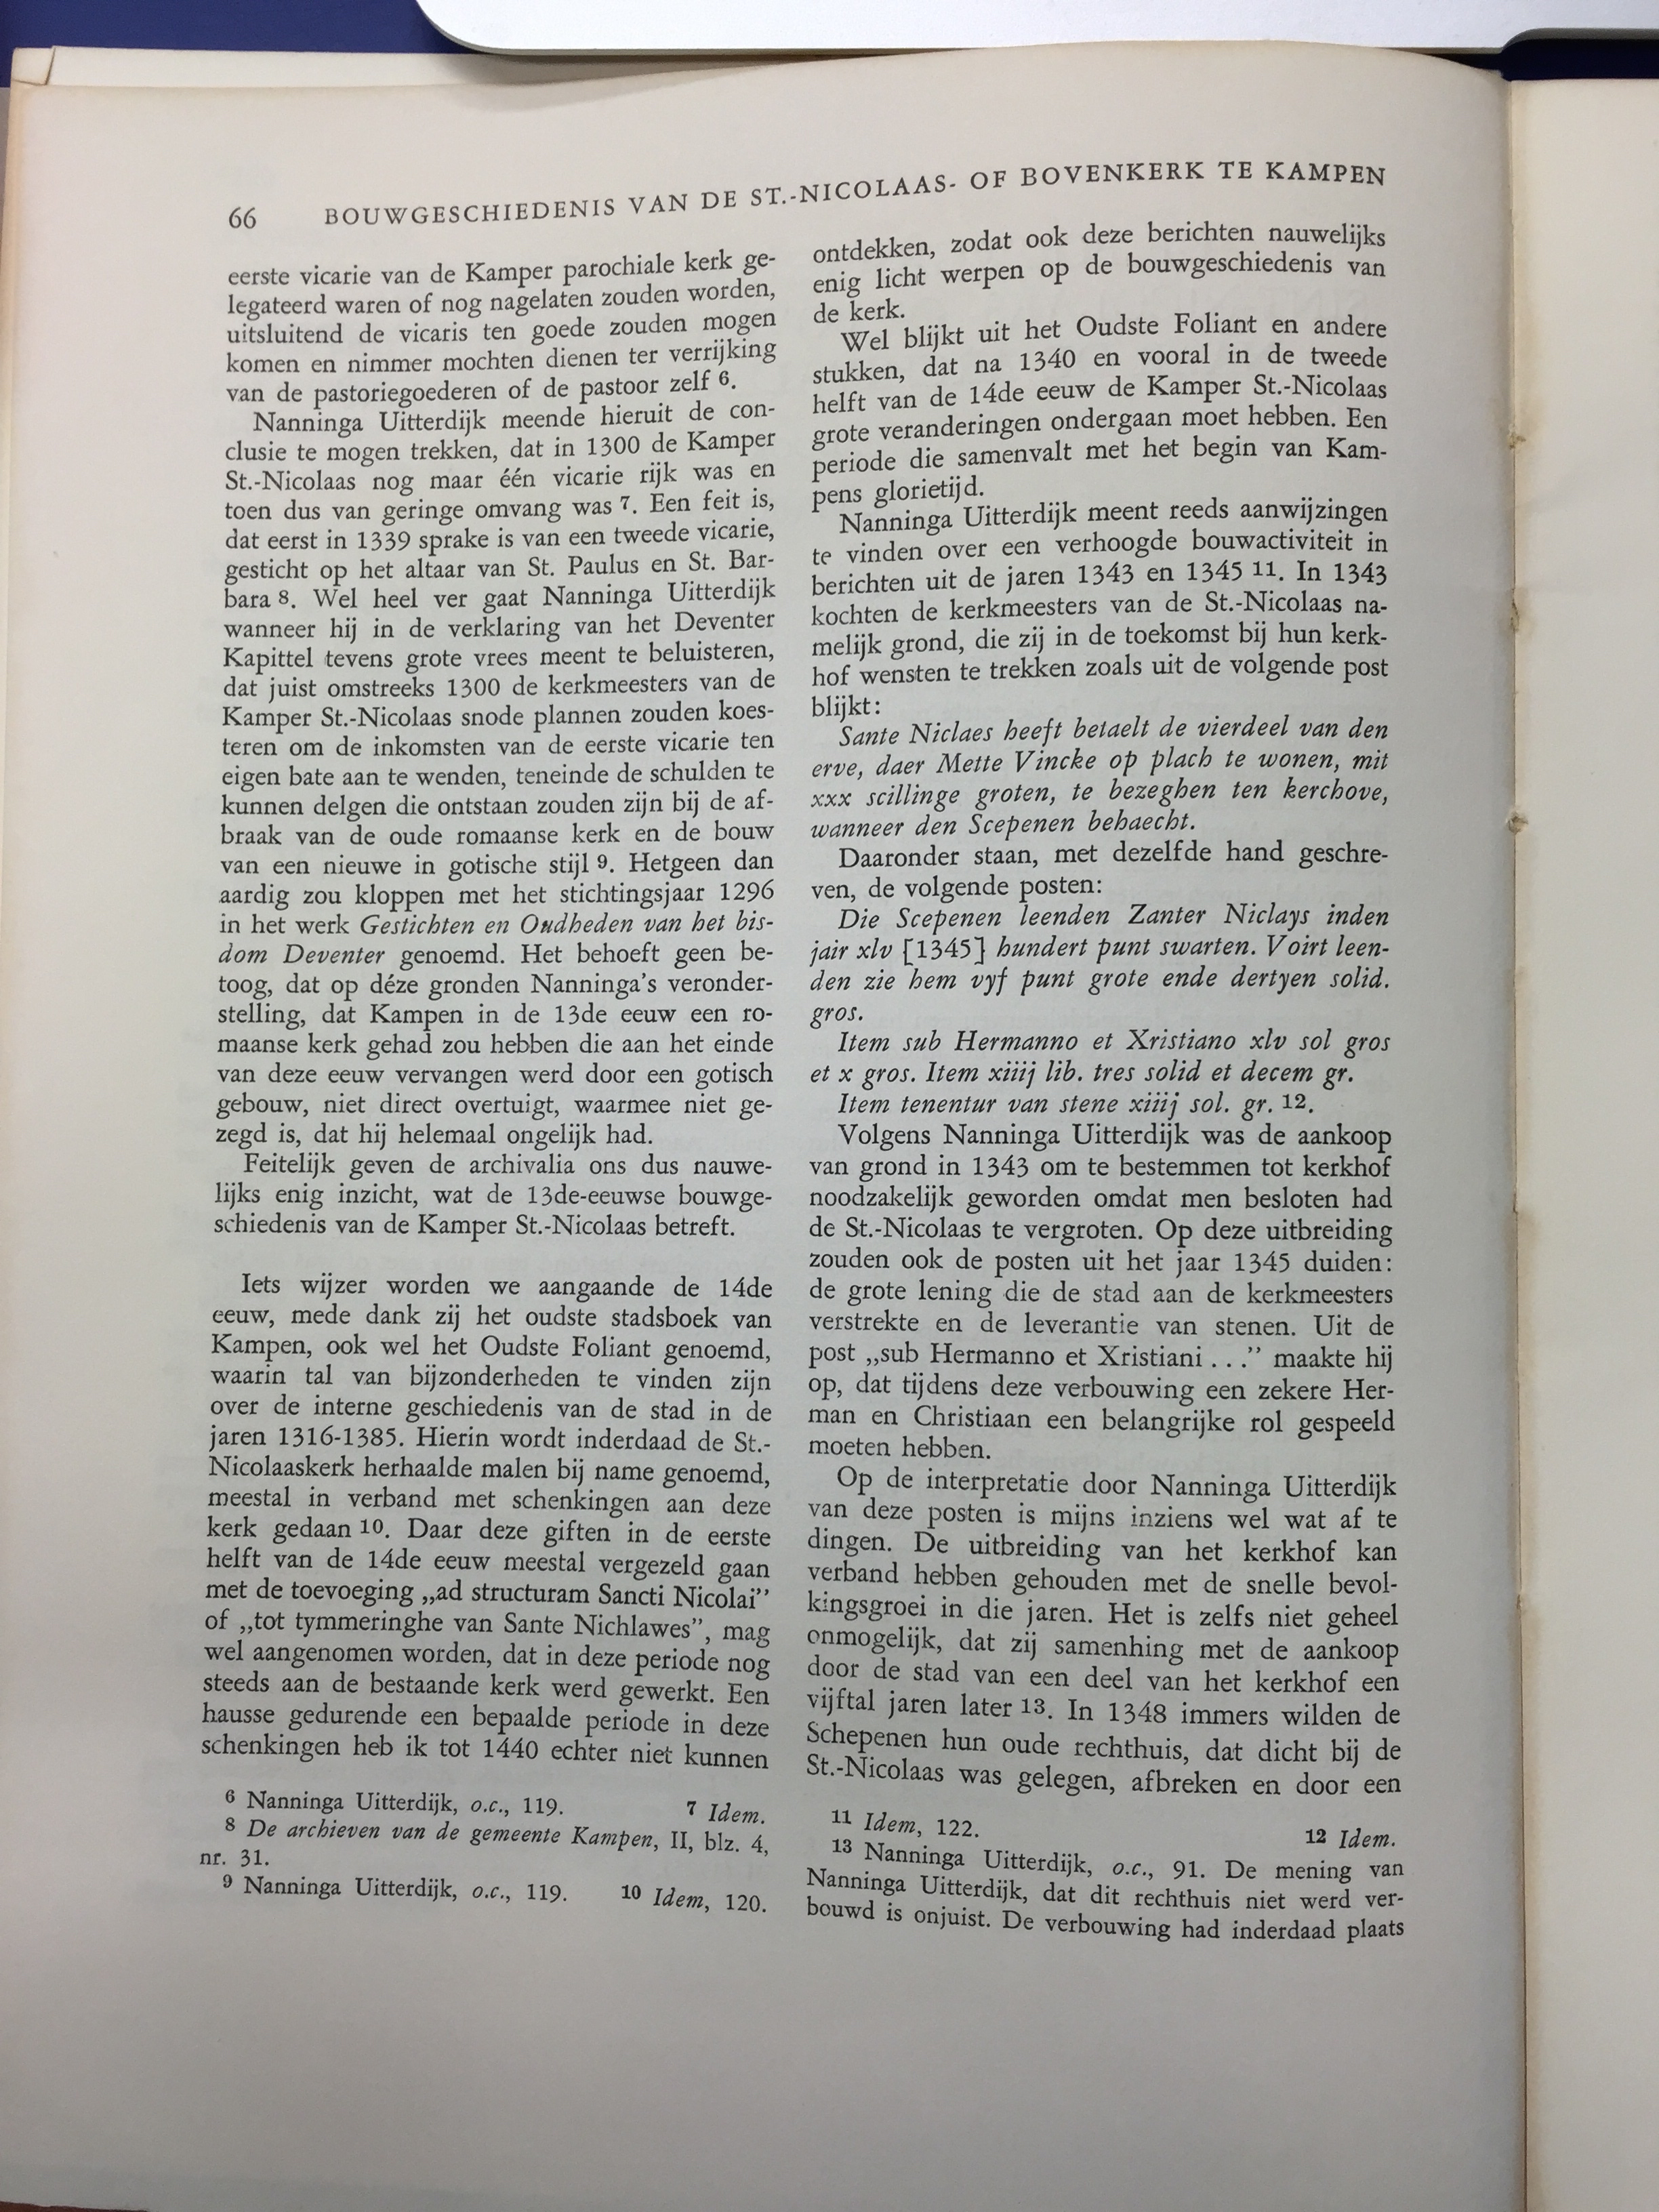 66 BOUWGESCHIEDENIS VAN DE ST.-NICOLAAS- OF BOVENKERK TE KAMPEN
eerste vicarie van de Kamper parochiale kerk ge-
legateerd waren of nog nagelaten zouden worden,
uitsluitend de vicaris ten goede zouden mogen
komen en nimmer mochten dienen ter verrijking
van de pastoriegoederen of de pastoor zelf 6.
Nanninga Uitterdijk meende hieruit de con-
clusie te mogen trekken, dat in 1300 de Kamper
St.-Nicolaas nog maar één vicarie rijk was en
toen dus van geringe omvang was 7. Een feit is,
dat eerst in 1339 sprake is van een tweede vicarie,
gesticht op het altaar van St. Paulus en St. Bar-
bara 8. Wel heel ver gaat Nanninga Uitterdijk
wanneer hij in de verklaring van het Deventer
Kapittel tevens grote vrees meent te beluisteren,
dat juist omstreeks 1300 de kerkmeesters van de
Kamper St.-Nicolaas snode plannen zouden koes-
teren om de inkomsten van de eerste vicarie ten
eigen bate aan te wenden, teneinde de schulden te
kunnen delgen die ontstaan zouden zijn bij de af-
braak van de oude romaanse kerk en de bouw
van een nieuwe in gotische stijl 9. Hetgeen dan
aardig zou kloppen met het stichtingsjaar 1296
in het werk Gestichten en Oudheden van het bis-
dom Deventer genoemd. Het behoeft geen be-
toog, dat op déze gronden Nanninga's veronder-
stelling, dat Kampen in de 13de eeuw een ro-
maanse kerk gehad zou hebben die aan het einde
van deze eeuw vervangen werd door een gotisch
gebouw, niet direct overtuigt, waarmee niet ge-
zegd is, dat hij helemaal ongelijk had.
Feitelijk geven de archivalia ons dus nauwe-
lijks enig inzicht, wat de 13de-eeuwse bouwge-
schiedenis van de Kamper St.-Nicolaas betreft.
Iets wijzer worden we aangaande de 14de
eeuw, mede dank zij het oudste stadsboek van
Kampen, ook wel het Oudste Foliant genoemd,
waarin tal van bijzonderheden te vinden zijn
over de interne geschiedenis van de stad in de
jaren 1316-1385. Hierin wordt inderdaad de St.-
Nicolaaskerk herhaalde malen bij name genoemd,
meestal in verband met schenkingen aan deze
kerk gedaan 10. Daar deze giften in de eerste
helft van de 14de eeuw meestal vergezeld gaan
met de toevoeging „ad structuram Sancti Nicolai”
of „tot tymmeringhe van Sante Nichlawes”, mag
wel aangenomen worden, dat in deze periode nog
steeds aan de bestaande kerk werd gewerkt. Een
hausse gedurende een bepaalde periode in deze
schenkingen heb ik tot 1440 echter niet kunnen
6 Nanninga Uitterdijk, o.c., 119. 7 Idem.
8 De archieven van de gemeente Kampen, II, blz. 4,
nr. 31.
9 Nanninga Uitterdijk, o.c., 119. 10 Idem, 120.
ontdekken, zodat ook deze berichten nauwelijks
enig licht werpen op de bouwgeschiedenis van
de kerk.
Wel blijkt uit het Oudste Foliant en andere
stukken, dat na 1340 en vooral in de tweede
helft van de 14de eeuw de Kamper St.-Nicolaas
grote veranderingen ondergaan moet hebben. Een
periode die samenvalt met het begin van Kam-
pens glorietijd.
Nanninga Uitterdijk meent reeds aanwijzingen
te vinden over een verhoogde bouwactiviteit in
berichten uit de jaren 1343 en 1345 11. In 1343
kochten de kerkmeesters van de St.-Nicolaas na-
melijk grond, die zij in de toekomst bij hun kerk-
hof wensten te trekken zoals uit de volgende post
blijkt:
Sante Niclaes heeft betaelt de vierdeel van den
erve, daer Mette Vincke op plach te wonen, mit
xxx scillinge groten, te bezeghen ten kerchove,
wanneer den Scepenen behaecht.
Daaronder staan, met dezelfde hand geschre-
ven, de volgende posten:
Die Scepenen leenden Zanter Niclays inden
jair xlv [1345] hundert punt swarten. Voirt leen-
den zie hem vyf punt grote ende dertyen solid.
gros.
Item sub Hermanno et Xristiano xlv sol gros
et x gros. Item xiiij lib. tres solid et decem gr.
Item tenentur van stene xiiij sol. gr. 12.
Volgens Nanninga Uitterdijk was de aankoop
van grond in 1343 om te bestemmen tot kerkhof
noodzakelijk geworden omdat men besloten had
de St.-Nicolaas te vergroten. Op deze uitbreiding
zouden ook de posten uit het jaar 1345 duiden:
de grote lening die de stad aan de kerkmeesters
verstrekte en de leverantie van stenen. Uit de
post „sub Hermanno et Xristiani . . .” maakte hij
op, dat tijdens deze verbouwing een zekere Her-
man en Christiaan een belangrijke rol gespeeld
moeten hebben.
Op de interpretatie door Nanninga Uitterdijk
van deze posten is mijns inziens wel wat af te
dingen. De uitbreiding van het kerkhof kan
verband hebben gehouden met de snelle bevol-
kingsgroei in die jaren. Het is zelfs niet geheel
onmogelijk, dat zij samenhing met de aankoop
door de stad van een deel van het kerkhof een
vijftal jaren later 13. In 1348 immers wilden de
Schepenen hun oude rechthuis, dat dicht bij de
St.-Nicolaas was gelegen, afbreken en door een
11 Idem, 122. 12 Idem.
13 Nanninga Uitterdijk, o.c., 91. De mening van
Nanninga Uitterdijk, dat dit rechthuis niet werd ver-
bouwd is onjuist. De verbouwing had inderdaad plaats